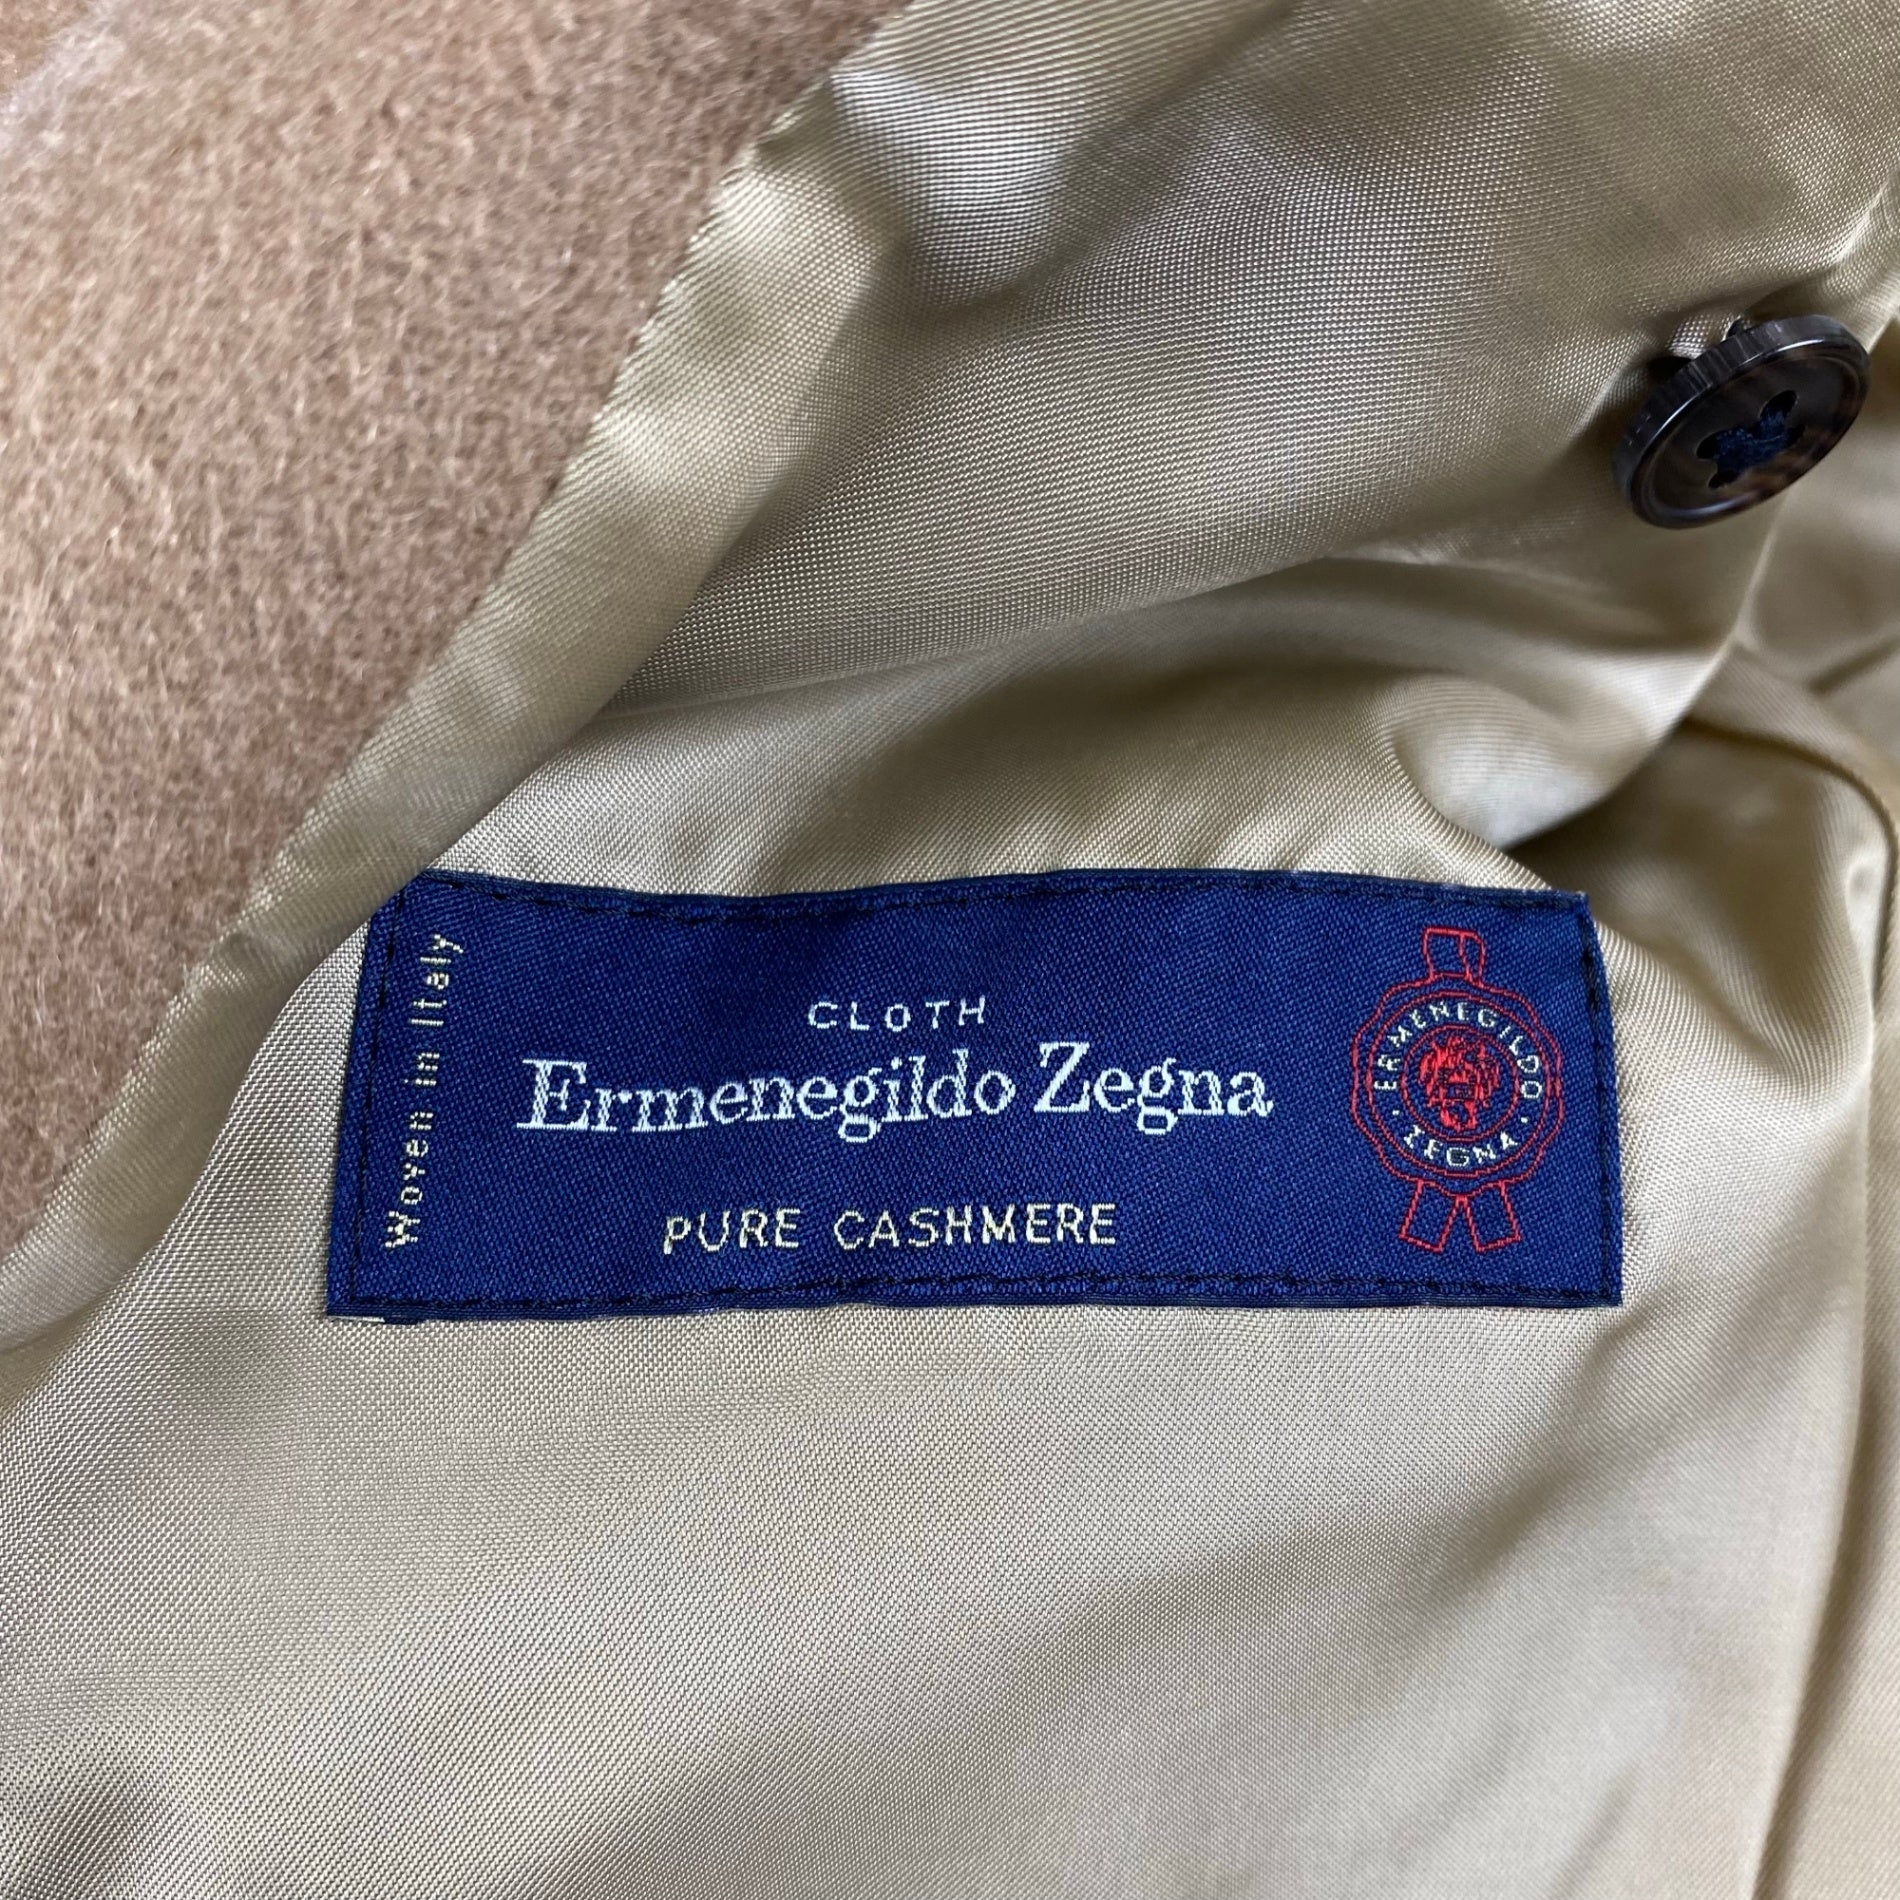 Woven in Italy
CLOTH
Ermenegildo Zegna
PURE CASHMERE
· ERMENEGILDO ·
ZEGNA